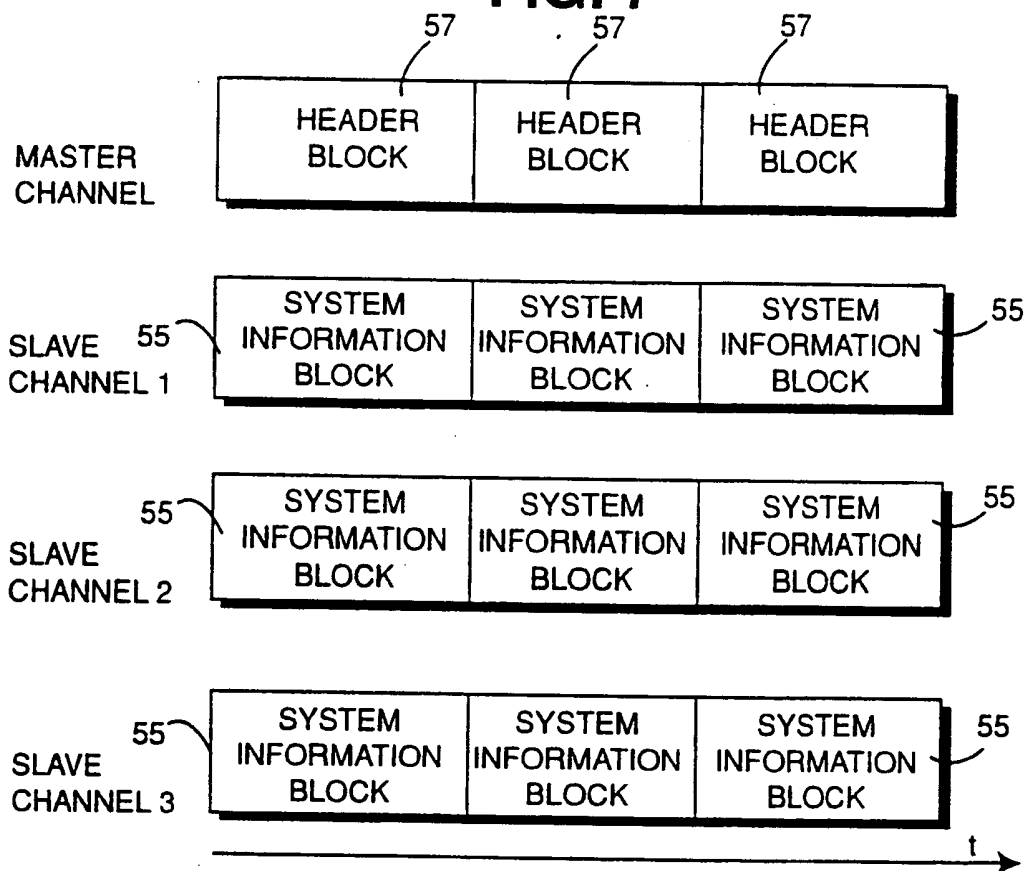 57 57 57
HEADER BLOCK
HEADER BLOCK
HEADER BLOCK
MASTER CHANNEL
SLAVE CHANNEL 1
55
SYSTEM INFORMATION BLOCK
SYSTEM INFORMATION BLOCK
SYSTEM INFORMATION BLOCK
55
SLAVE CHANNEL 2
55
SYSTEM INFORMATION BLOCK
SYSTEM INFORMATION BLOCK
SYSTEM INFORMATION BLOCK
55
SLAVE CHANNEL 3
55
SYSTEM INFORMATION BLOCK
SYSTEM INFORMATION BLOCK
SYSTEM INFORMATION BLOCK
55
t